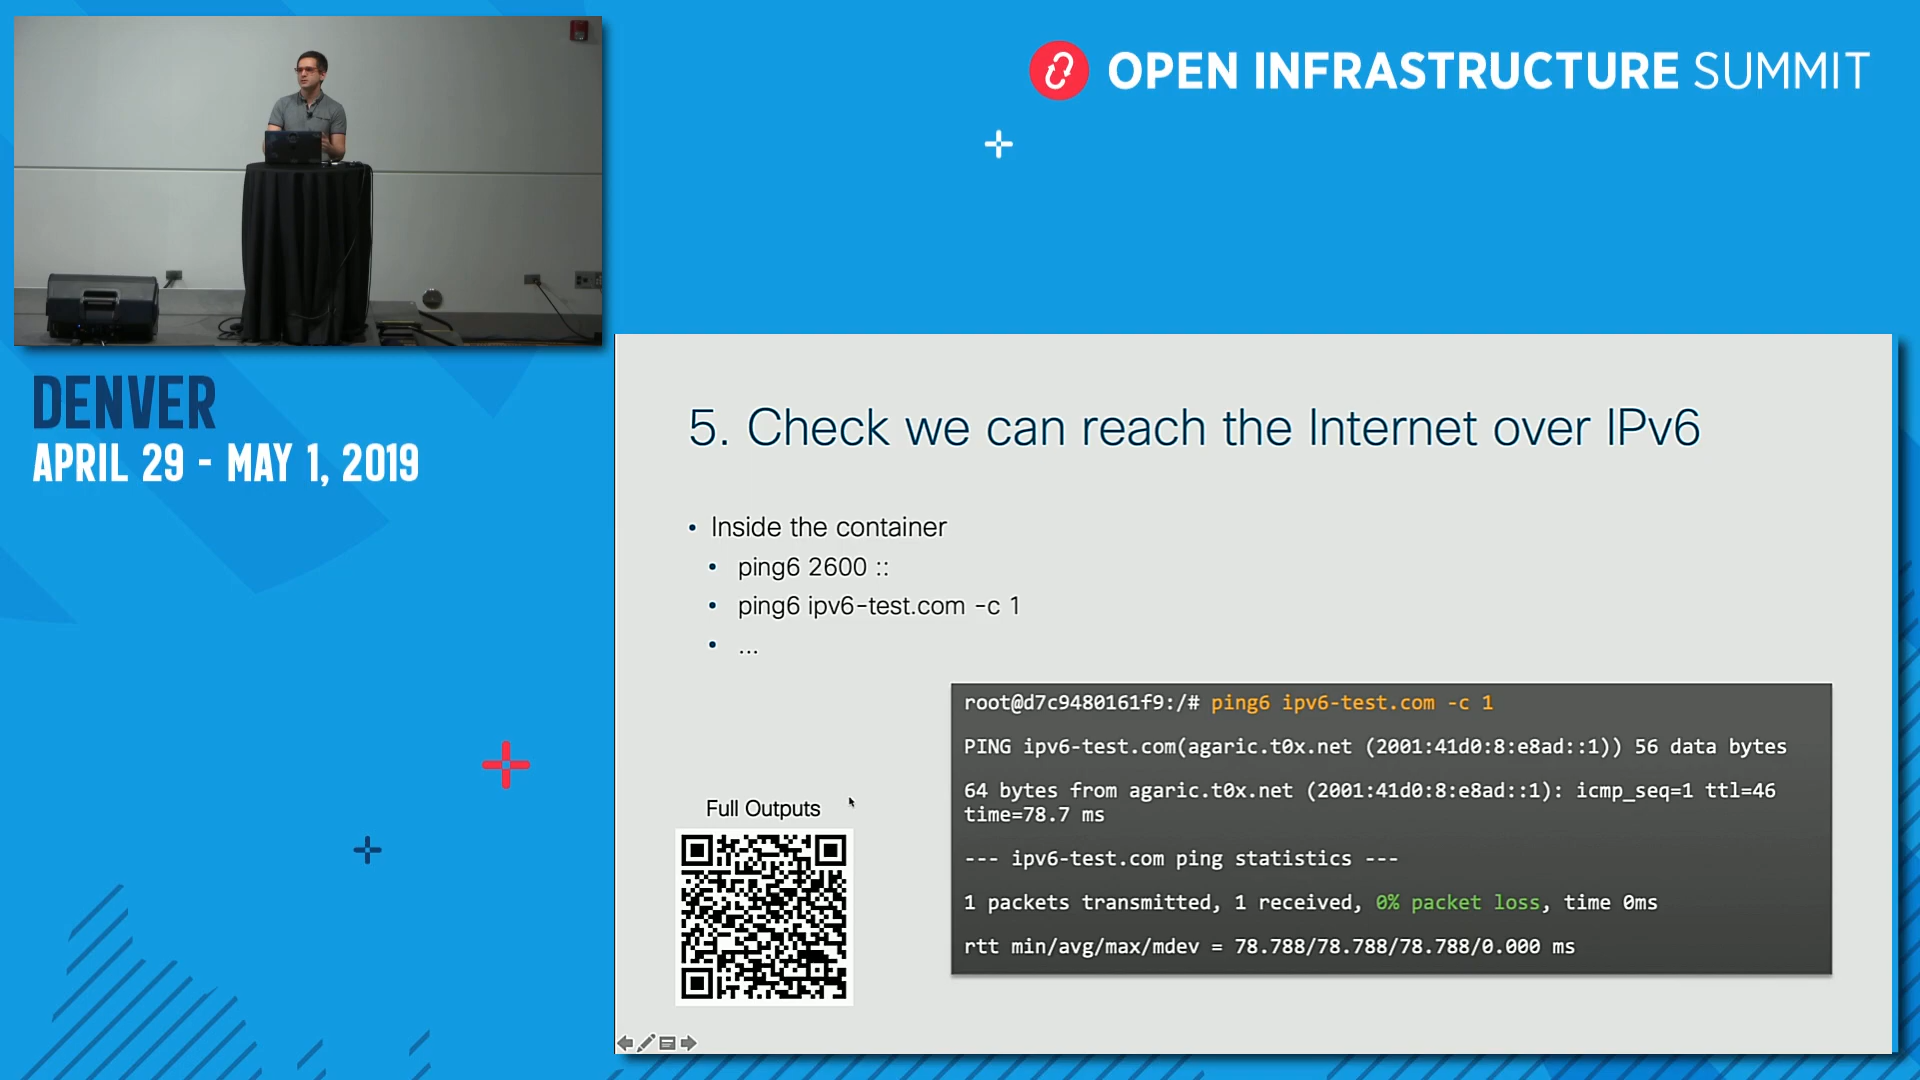 OPEN INFRASTRUCTURE SUMMIT
DENVER
APRIL 29 - MAY 1, 2019
5. Check we can reach the Internet over IPv6
• Inside the container
• ping6 2600 ::
• ping6 ipv6-test.com -c 1
• ...
root@d7c9480161f9:/# ping6 ipv6-test.com -c 1
PING ipv6-test.com(agaric.t0x.net (2001:41d0:8:e8ad::1)) 56 data bytes
64 bytes from agaric.t0x.net (2001:41d0:8:e8ad::1): icmp_seq=1 ttl=46
time=78.7 ms
--- ipv6-test.com ping statistics ---
1 packets transmitted, 1 received, 0% packet loss, time 0ms
rtt min/avg/max/mdev = 78.788/78.788/78.788/0.000 ms
Full Outputs